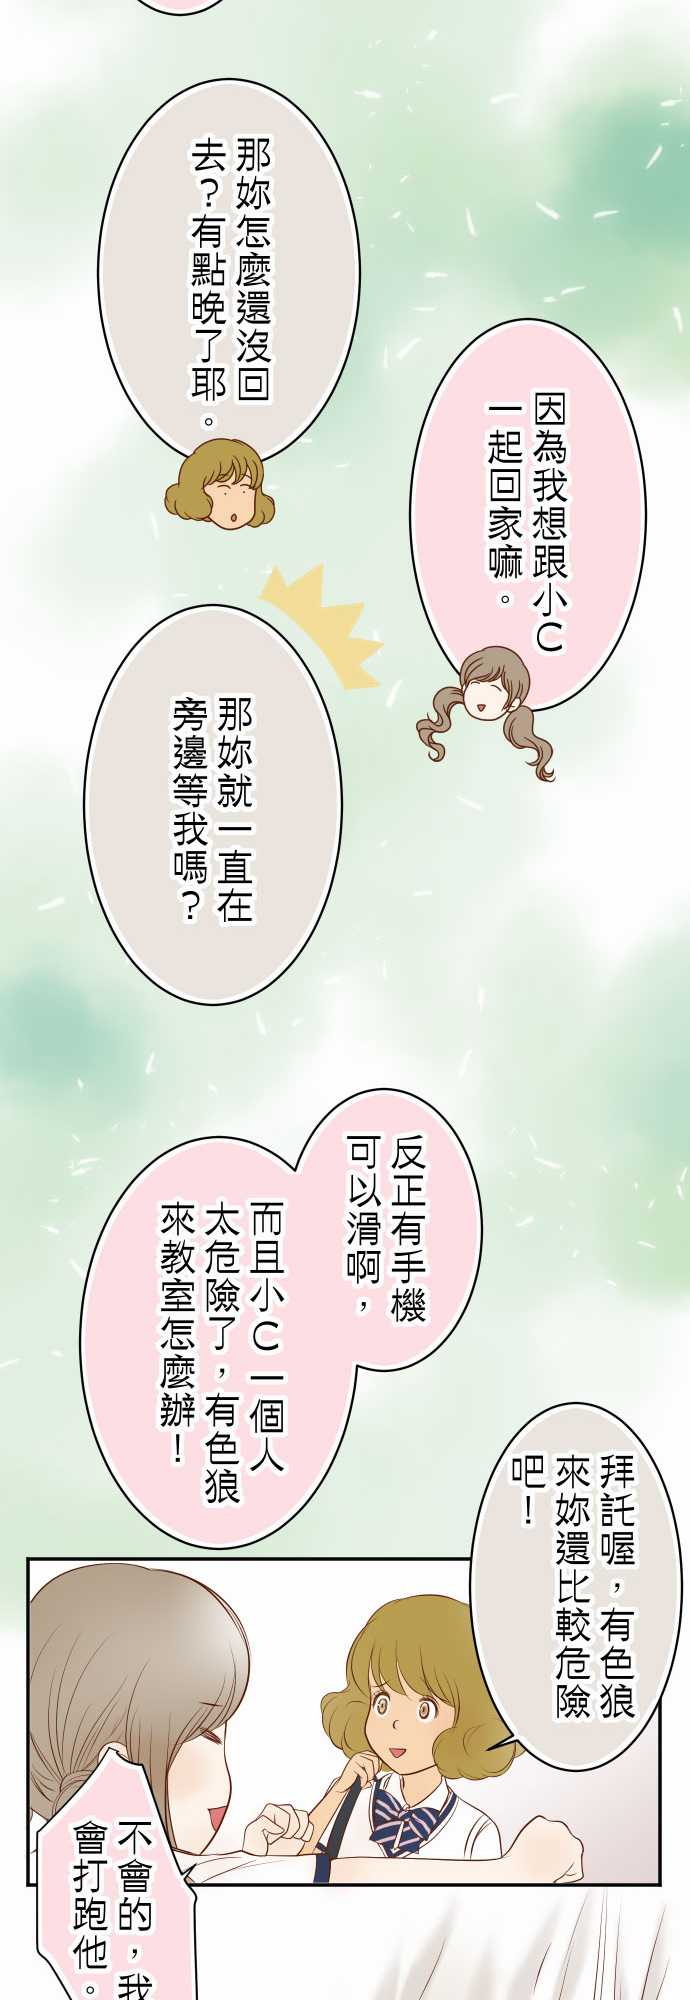 那妳怎麼還沒回
去？有點晚了耶。
因為我想跟小C
一起回家嘛。
那妳就一直在
旁邊等我嗎？
反正有手機
可以滑啊，
而且小C一個人
太危險了，有色狼
來教室怎麼辦！
拜託喔，有色狼
來妳還比較危險
吧！
不會的，我
會打跑他。